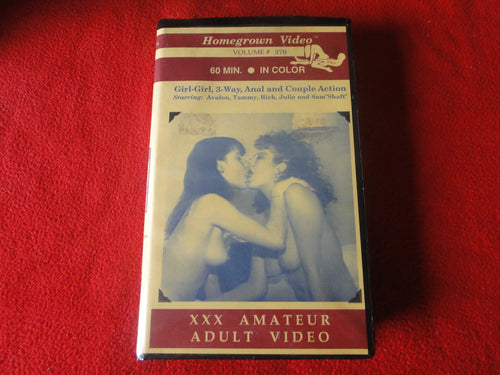 Homegrown Video™
VOLUME # 370
60 MIN. ● IN COLOR
Girl-Girl, 3-Way, Anal and Couple Action
Starring: Avalon, Tammy, Rick, Julie and Sam "Shaft"
XXX AMATEUR
ADULT VIDEO